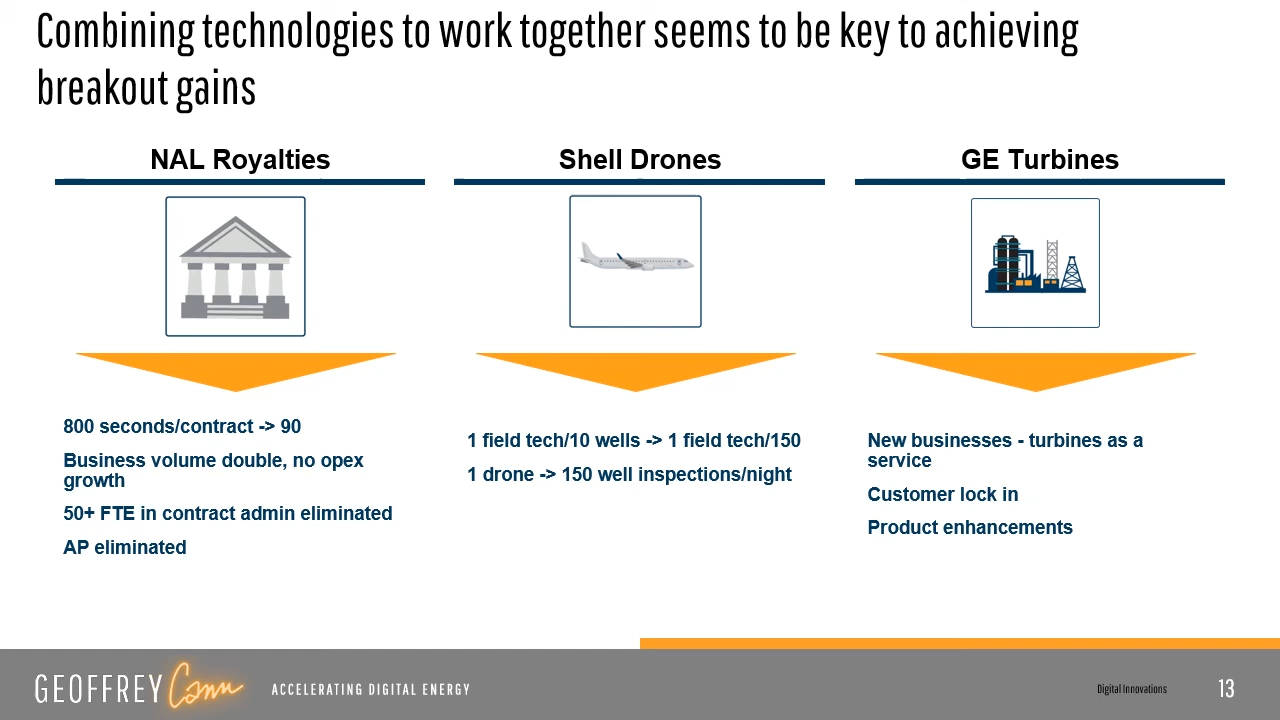 Combining technologies to work together seems to be key to achieving
breakout gains
NAL Royalties
800 seconds/contract -> 90
Business volume double, no opex
growth
50+ FTE in contract admin eliminated
AP eliminated
Shell Drones
1 field tech/10 wells -> 1 field tech/150
1 drone -> 150 well inspections/night
GE Turbines
New businesses - turbines as a
service
Customer lock in
Product enhancements
GEOFFREY Cann
ACCELERATING DIGITAL ENERGY
Digital Innovations
13